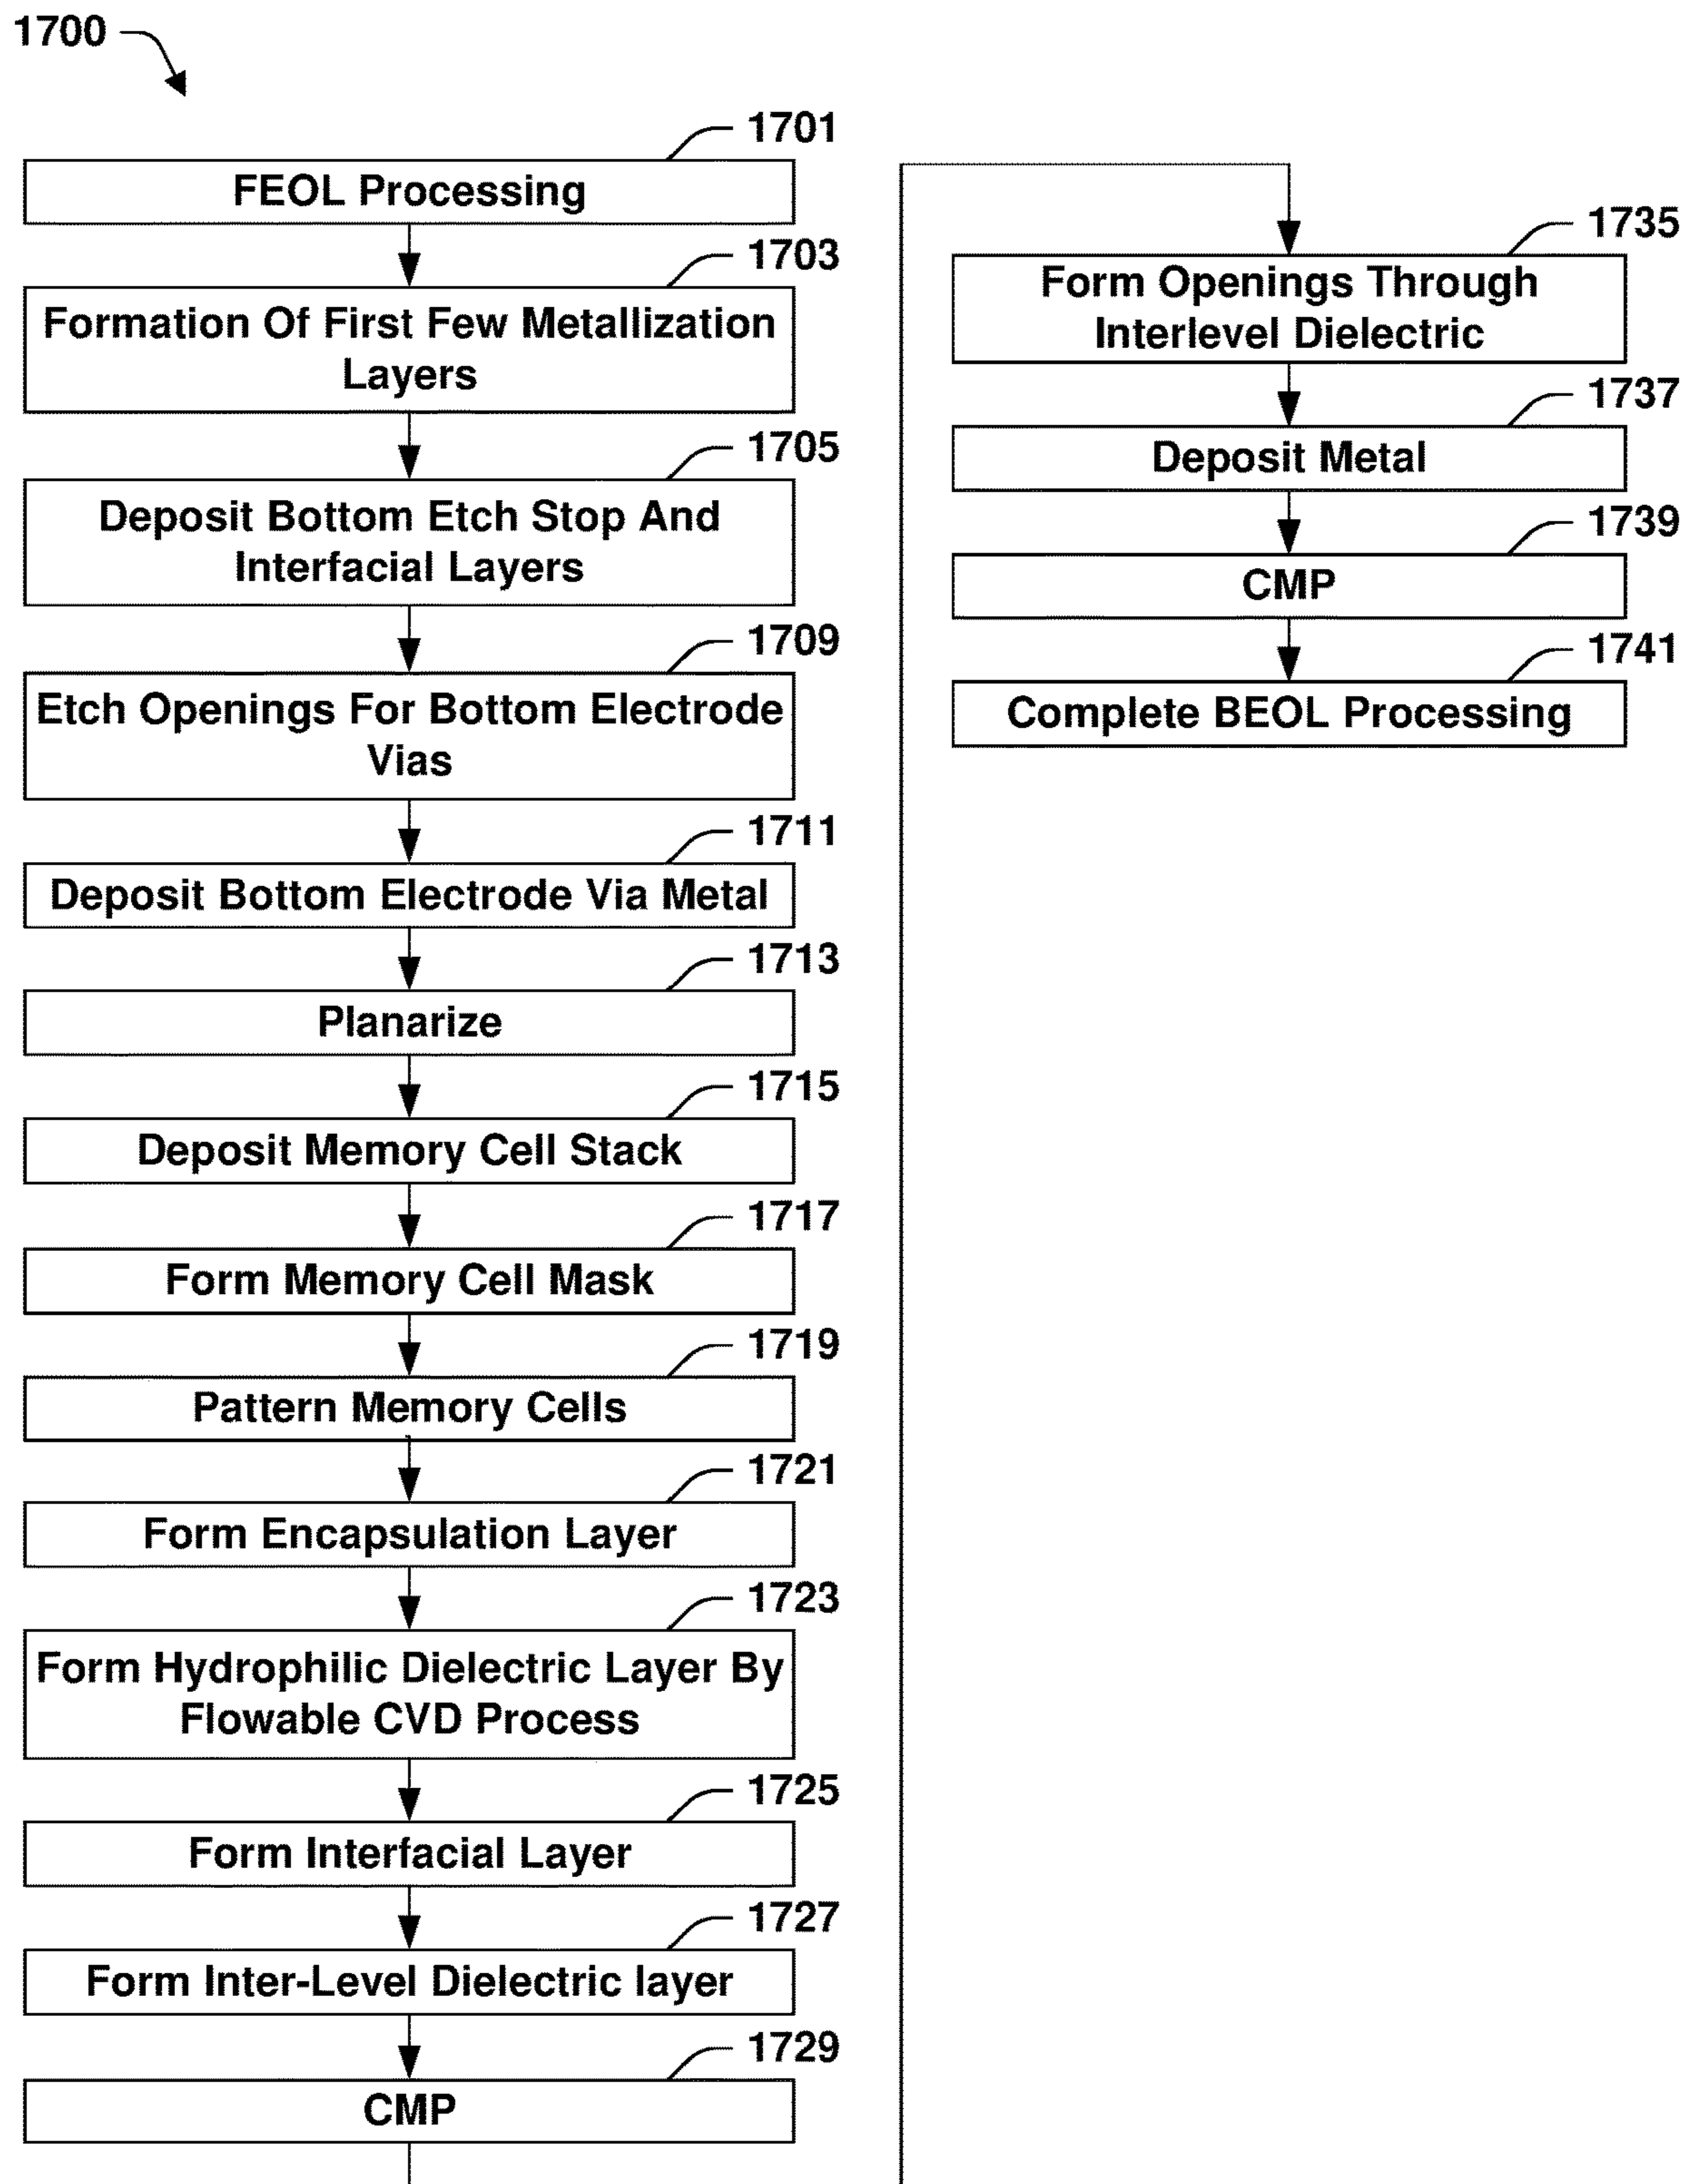 1700
1701
FEOL Processing
1703
Formation Of First Few Metallization
Layers
1705
Deposit Bottom Etch Stop And
Interfacial Layers
1709
Etch Openings For Bottom Electrode
Vias
1711
Deposit Bottom Electrode Via Metal
1713
Planarize
1715
Deposit Memory Cell Stack
1717
Form Memory Cell Mask
1719
Pattern Memory Cells
1721
Form Encapsulation Layer
1723
Form Hydrophilic Dielectric Layer By
Flowable CVD Process
1725
Form Interfacial Layer
1727
Form Inter-Level Dielectric layer
1729
CMP
1735
Form Openings Through
Interlevel Dielectric
1737
Deposit Metal
1739
CMP
1741
Complete BEOL Processing